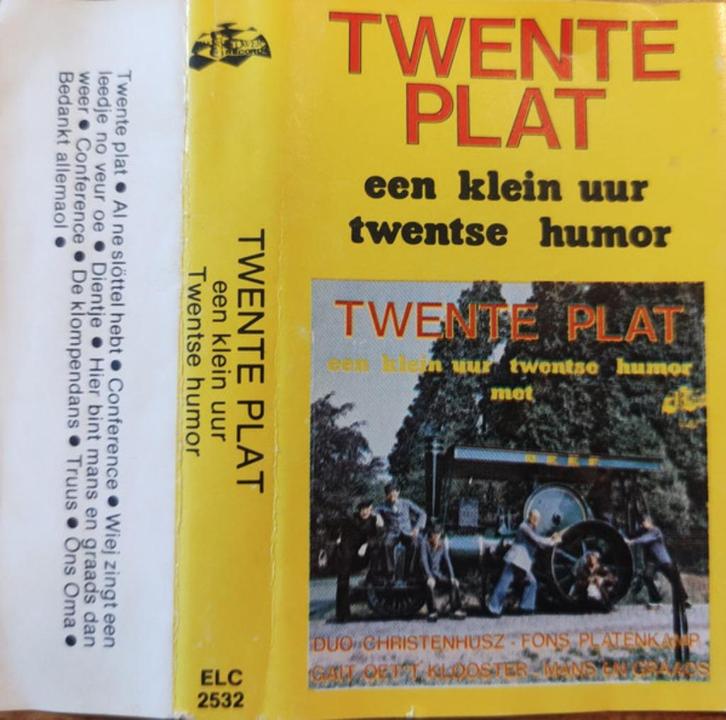 TWENTE
PLAT
een klein uur
twentse humor
TWENTE PLAT
een klein uur twentse humor
met
DUO CHRISTENHUSZ - FONS PLATENKAMP
GAIT OET 'T KLOOSTER - MANS EN GRAADS
TWENTE PLAT
een klein uur
Twentse humor
ELC
2532
Twente plat ● Al ne slöttel hebt ● Conference ● Wiej zingt een
leedje no veur oe ● Dientje ● Hier bint mans en graads dan
weer ● Conference ● De klompendans ● Truus ● Öns Oma ●
Bedankt allemaol ●